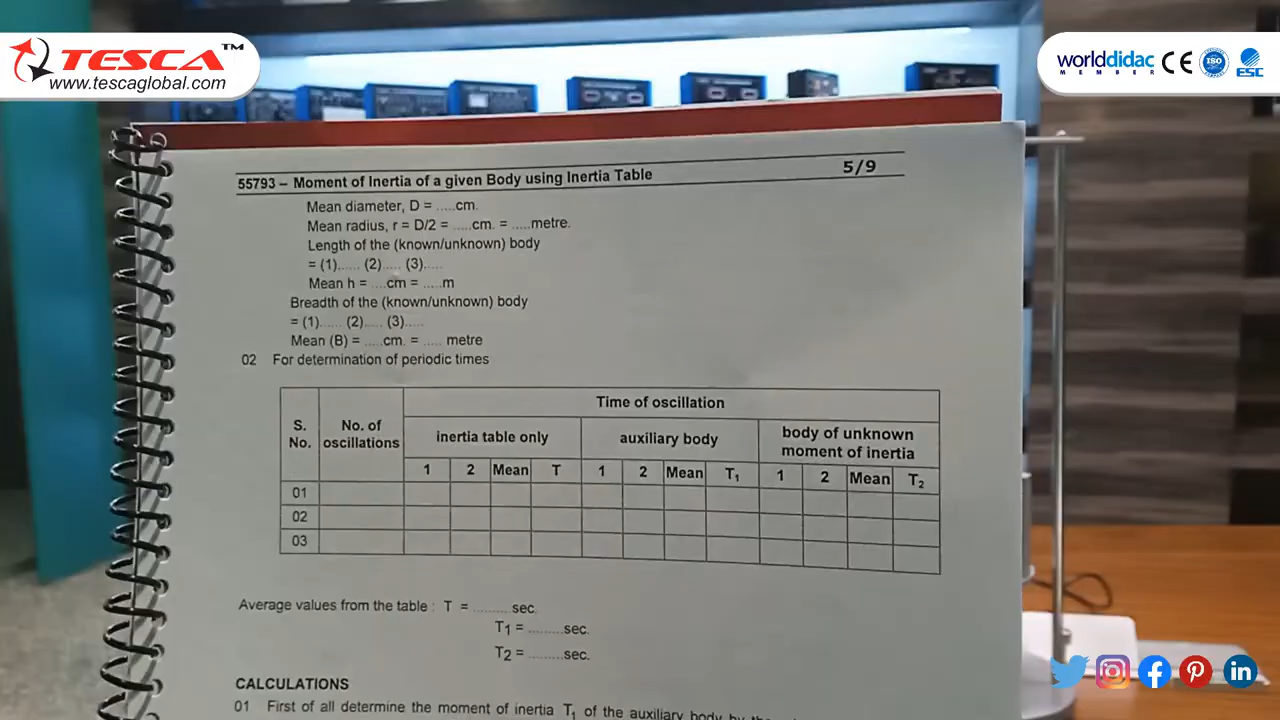 TESCA™
www.tescaglobal.com
worlddidac
MEMBER
CE
ISO
ESC
55793 – Moment of Inertia of a given Body using Inertia Table 5/9
Mean diameter, D = .....cm.
Mean radius, r = D/2 = .....cm. = .....metre.
Length of the (known/unknown) body
= (1)...... (2)..... (3).....
Mean h = ....cm = .....m
Breadth of the (known/unknown) body
= (1)...... (2)..... (3).....
Mean (B) = .....cm. = ..... metre
02 For determination of periodic times
Time of oscillation
S. No.
No. of oscillations
inertia table only
auxiliary body
body of unknown moment of inertia
1 2 Mean T 1 2 Mean T₁ 1 2 Mean T₂
01
02
03
Average values from the table : T = .........sec.
T₁ = .........sec.
T₂ = .........sec.
CALCULATIONS
01 First of all determine the moment of inertia T₁ of the auxiliary body by